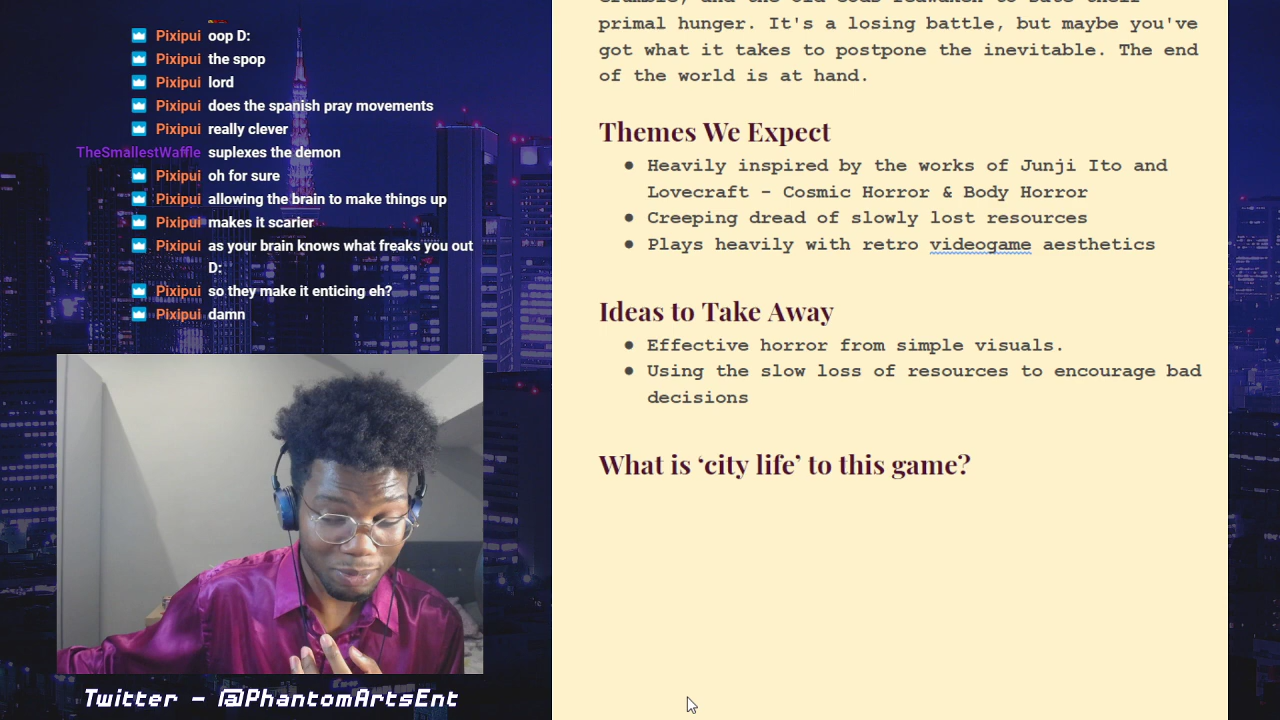 Pixipui oop D:
Pixipui the spop
Pixipui lord
Pixipui does the spanish pray movements
Pixipui really clever
TheSmallestWaffle suplexes the demon
Pixipui oh for sure
Pixipui allowing the brain to make things up
Pixipui makes it scarier
Pixipui as your brain knows what freaks you out
D:
Pixipui so they make it enticing eh?
Pixipui damn
Twitter - @PhantomArtsEnt
primal hunger. It's a losing battle, but maybe you've
got what it takes to postpone the inevitable. The end
of the world is at hand.
Themes We Expect
● Heavily inspired by the works of Junji Ito and
Lovecraft - Cosmic Horror & Body Horror
● Creeping dread of slowly lost resources
● Plays heavily with retro videogame aesthetics
Ideas to Take Away
● Effective horror from simple visuals.
● Using the slow loss of resources to encourage bad
decisions
What is ‘city life’ to this game?